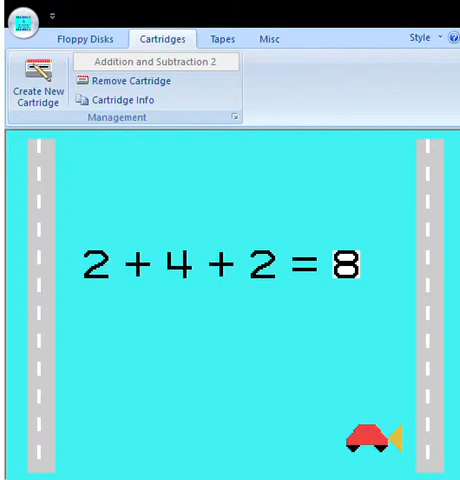 Floppy Disks Cartridges Tapes Misc Style
Addition and Subtraction 2
Create New Cartridge
Remove Cartridge
Cartridge Info
Management
2 + 4 + 2 = 8